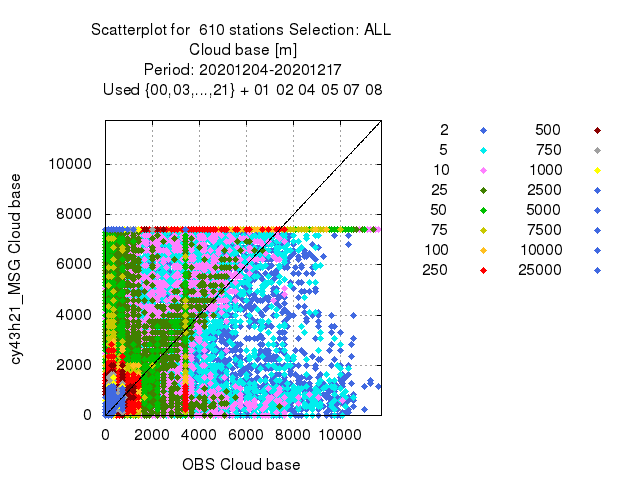 Scatterplot for  610 stations Selection: ALL
Cloud base [m]
Period: 20201204-20201217
Used {00,03,...,21} + 01 02 04 05 07 08
cy43h21_MSG Cloud base
10000
8000
6000
4000
2000
0
0 2000 4000 6000 8000 10000
OBS Cloud base
2 500
5 750
10 1000
25 2500
50 5000
75 7500
100 10000
250 25000